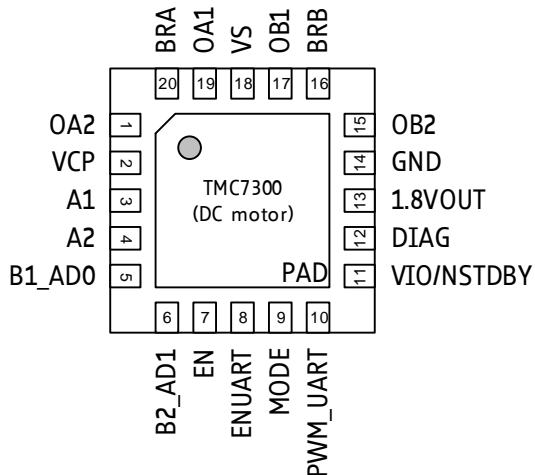 BRA
OA1
VS
OB1
BRB
20
19
18
17
16
OA2
1
15
OB2
VCP
2
14
GND
A1
3
13
1.8VOUT
A2
4
12
DIAG
B1_AD0
5
11
VIO/NSTDBY
TMC7300
(DC motor)
PAD
6
7
8
9
10
B2_AD1
EN
ENUART
MODE
PWM_UART